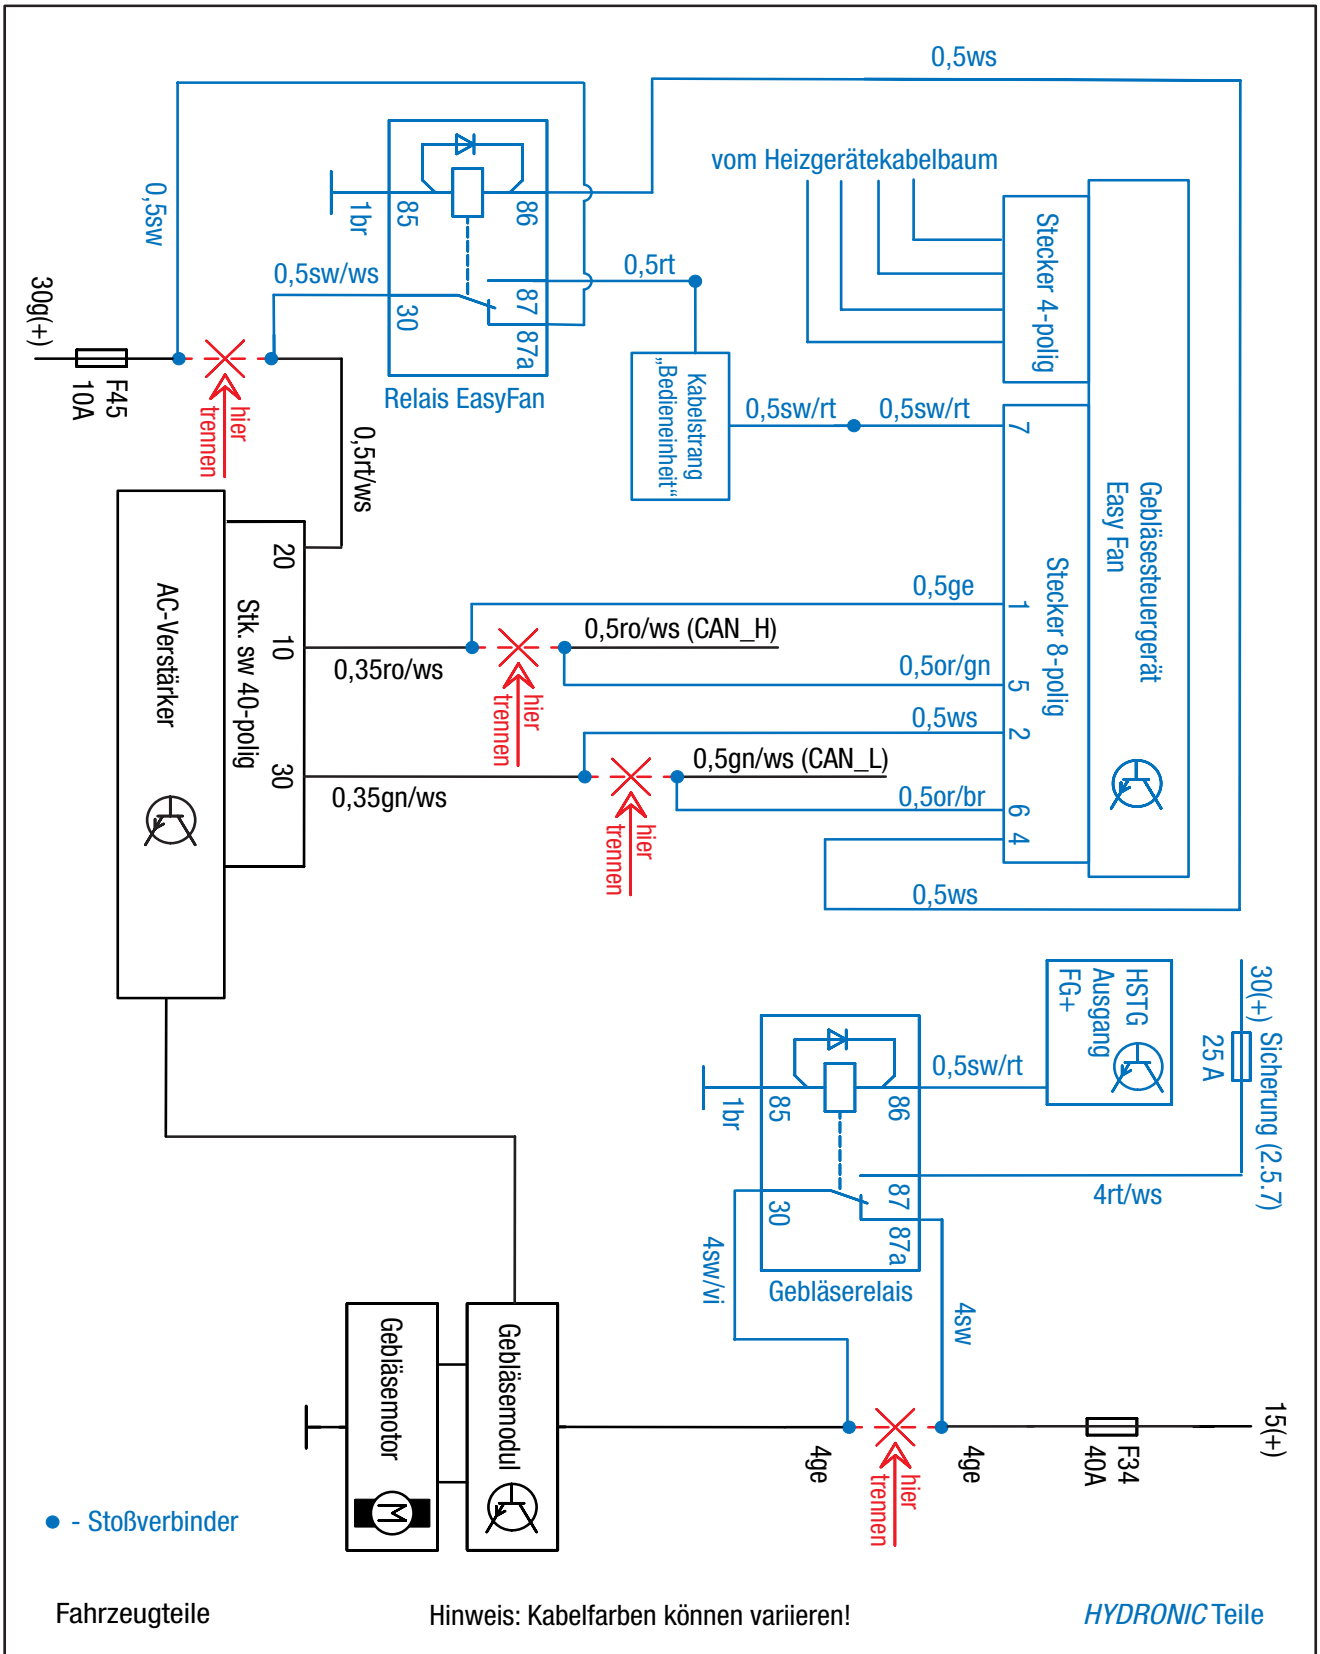 0,5ws
vom Heizgerätekabelbaum
0,5sw
1br
85
86
0,5sw/ws
30
87
87a
0,5rt
Relais EasyFan
30g(+)
F45
10A
hier
trennen
0,5rt/ws
Kabelstrang
„Bedieneinheit“
0,5sw/rt
0,5sw/rt
Stecker 4-polig
7
Gebläsesteuergerät
Easy Fan
Stecker 8-polig
AC-Verstärker
Stk. sw 40-polig
20
10
30
0,5ge
1
0,5ro/ws (CAN_H)
0,35ro/ws
0,5or/gn
5
hier
trennen
0,5ws
2
0,5gn/ws (CAN_L)
0,35gn/ws
0,5or/br
6
4
hier
trennen
0,5ws
HSTG
Ausgang
FG+
30(+)
Sicherung (2.5.7)
25 A
0,5sw/rt
1br
85
86
30
87
87a
4rt/ws
4sw/vi
Gebläserelais
4sw
Gebläsemotor
M
Gebläsemodul
4ge
4ge
hier
trennen
F34
40A
15(+)
- Stoßverbinder
Fahrzeugteile
Hinweis: Kabelfarben können variieren!
HYDRONIC Teile